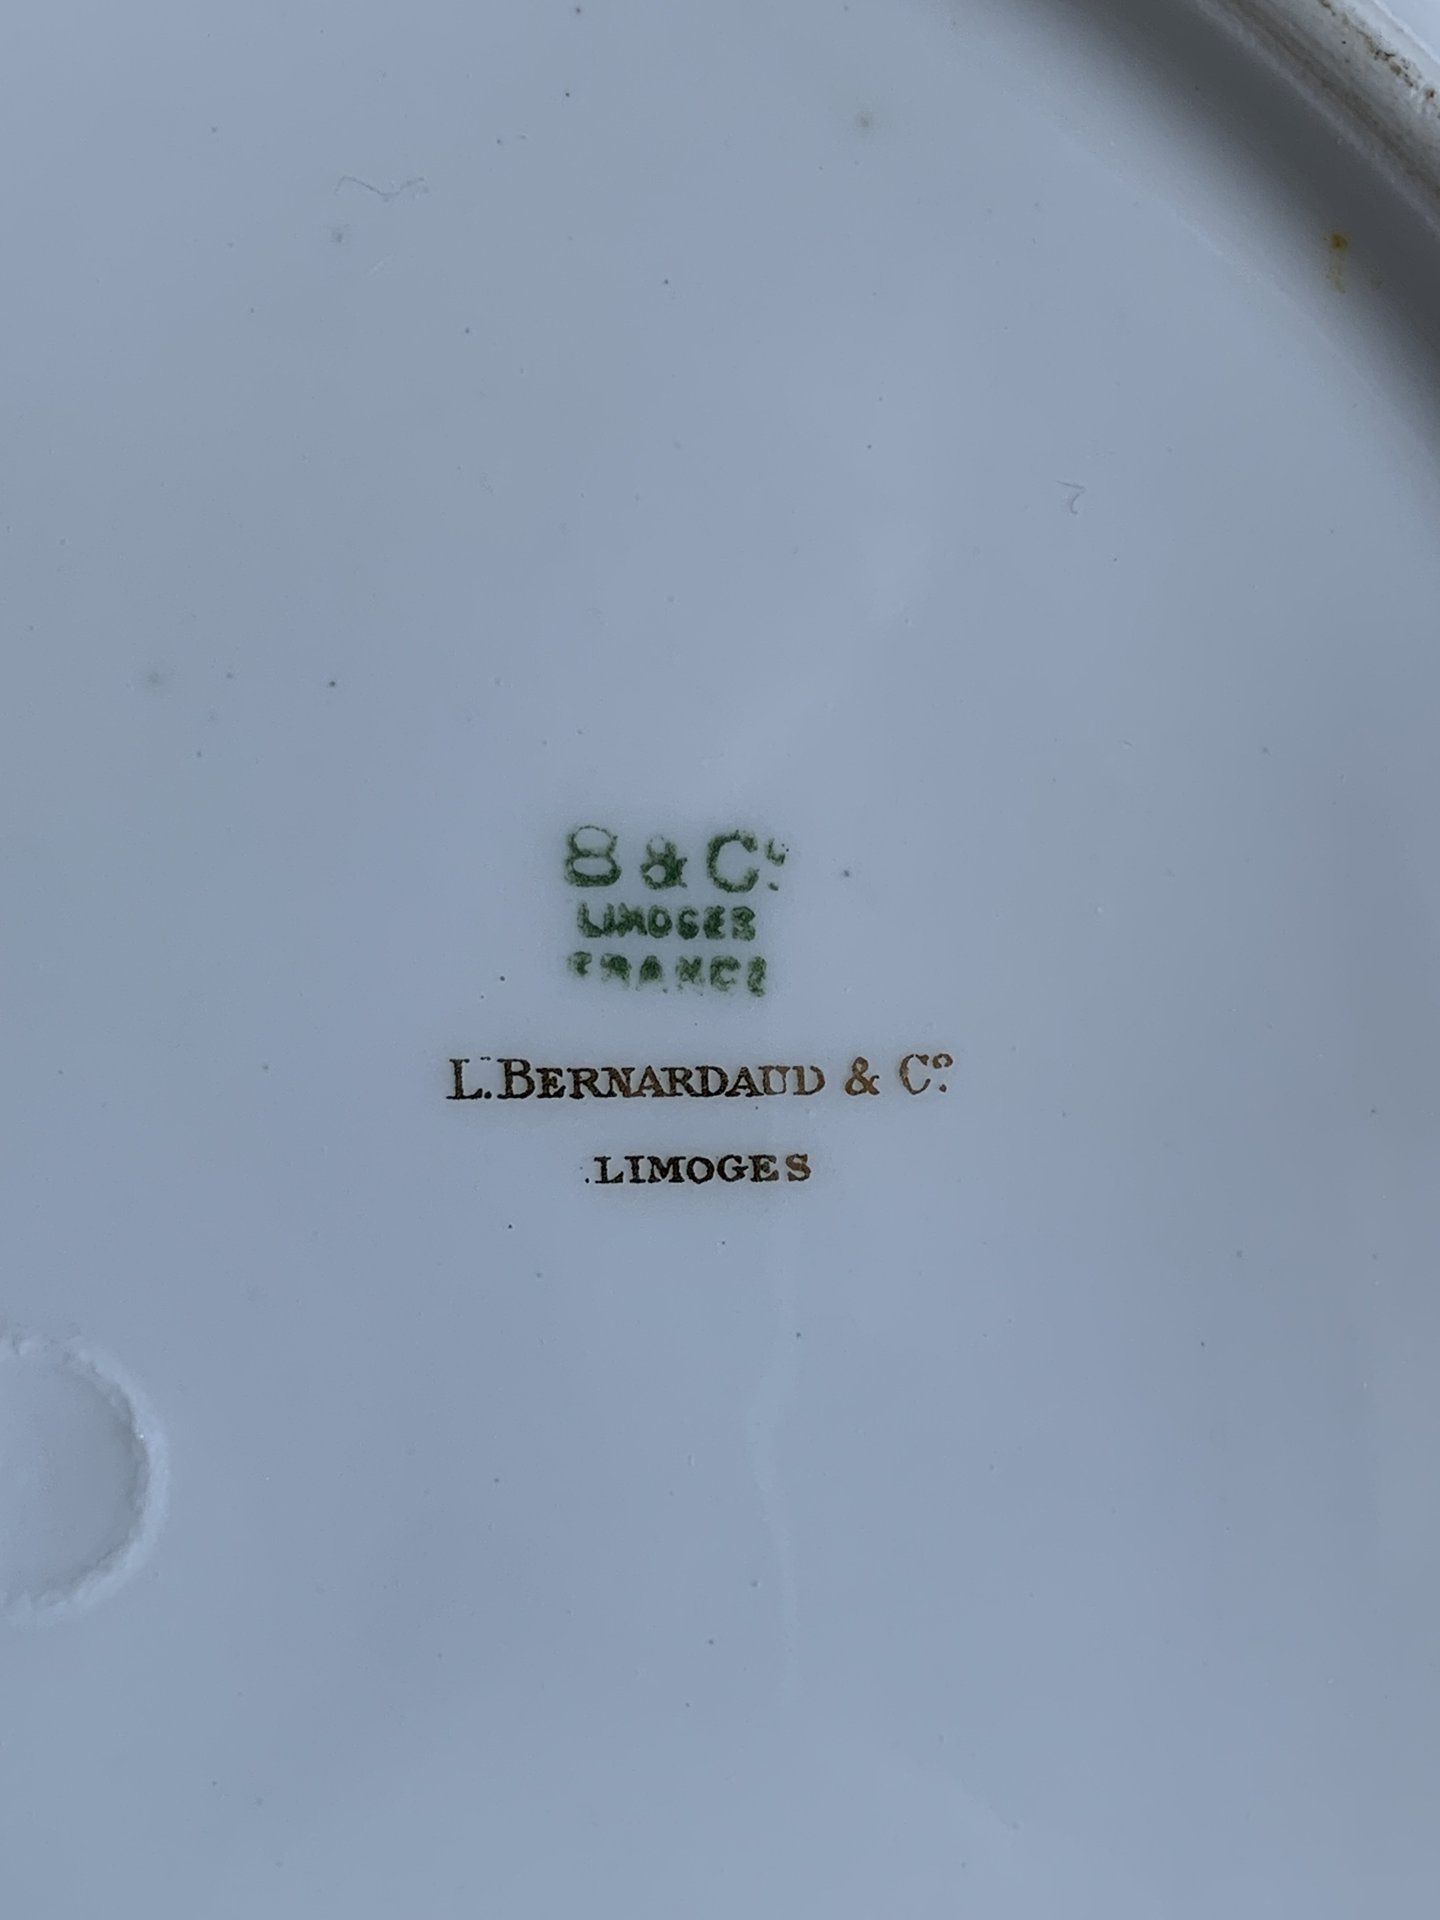 B & Cº
LIMOGES
FRANCE
L. BERNARDAUD & Cº
LIMOGES